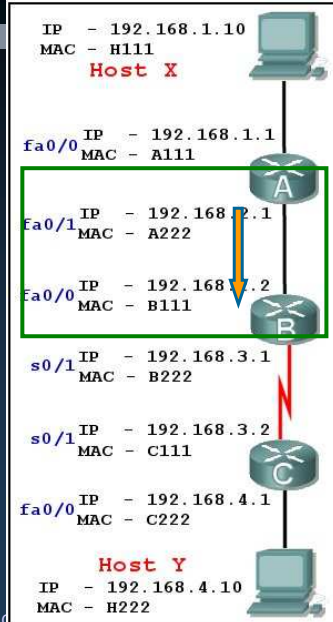 IP - 192.168.1.10
MAC - H111
Host X
fa0/0 IP - 192.168.1.1
MAC - A111
A
fa0/1 IP - 192.168.2.1
MAC - A222
fa0/0 IP - 192.168.2.2
MAC - B111
B
s0/1 IP - 192.168.3.1
MAC - B222
s0/1 IP - 192.168.3.2
MAC - C111
C
fa0/0 IP - 192.168.4.1
MAC - C222
Host Y
IP - 192.168.4.10
MAC - H222